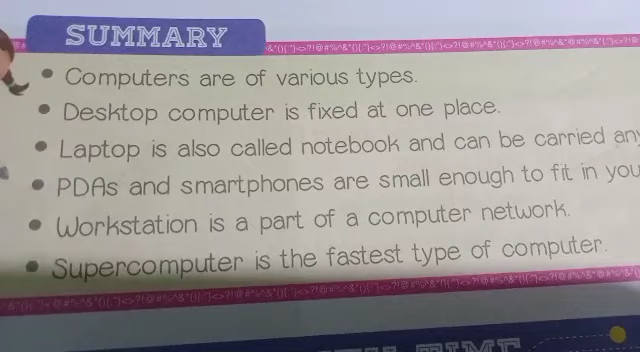 SUMMARY
• Computers are of various types.
• Desktop computer is fixed at one place.
• Laptop is also called notebook and can be carried
• PDAs and smartphones are small enough to fit in
• Workstation is a part of a computer network.
• Supercomputer is the fastest type of computer.
TIME